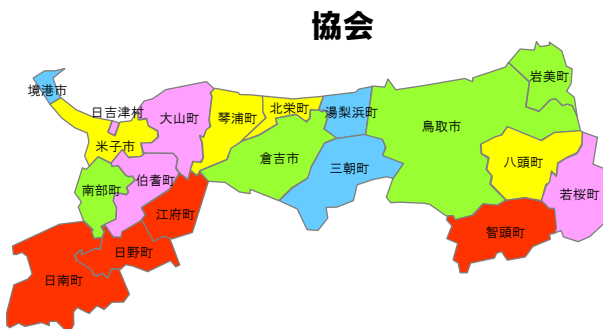 協会
岩美町
境港市
北栄町
日吉津村
大山町
琴浦町
湯梨浜町
鳥取市
米子市
倉吉市
三朝町
八頭町
南部町
伯耆町
若桜町
江府町
智頭町
日野町
日南町